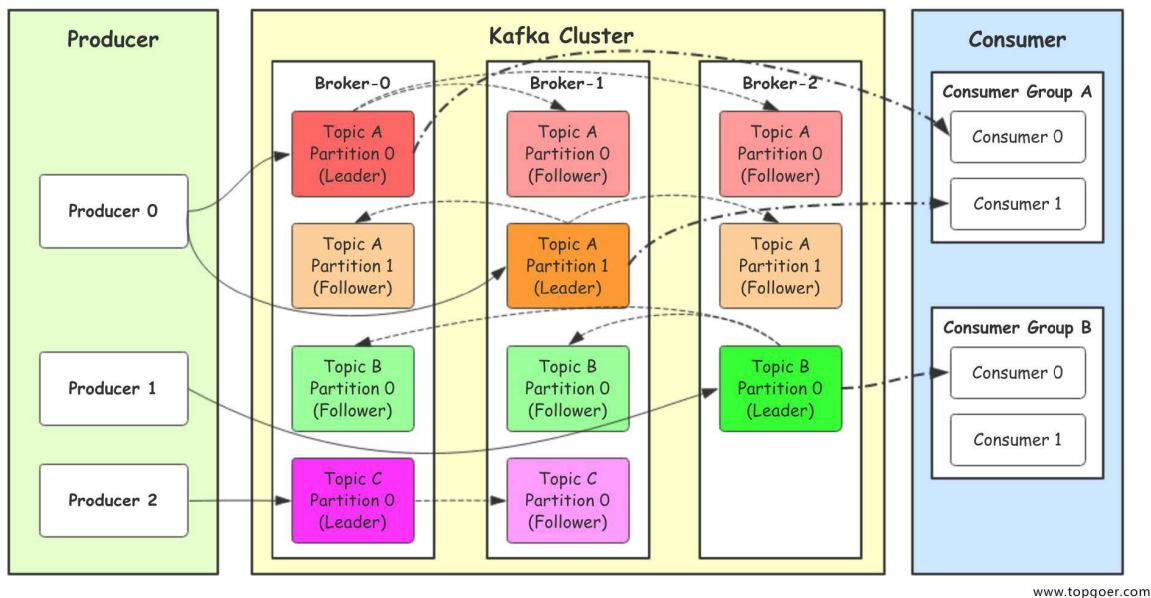 Producer
Kafka Cluster
Consumer
Producer 0
Producer 1
Producer 2
Broker-0
Topic A
Partition 0
(Leader)
Topic A
Partition 1
(Follower)
Topic B
Partition 0
(Follower)
Topic C
Partition 0
(Leader)
Broker-1
Topic A
Partition 0
(Follower)
Topic A
Partition 1
(Leader)
Topic B
Partition 0
(Follower)
Topic C
Partition 0
(Follower)
Broker-2
Topic A
Partition 0
(Follower)
Topic A
Partition 1
(Follower)
Topic B
Partition 0
(Leader)
Consumer Group A
Consumer 0
Consumer 1
Consumer Group B
Consumer 0
Consumer 1
www.topgoer.com